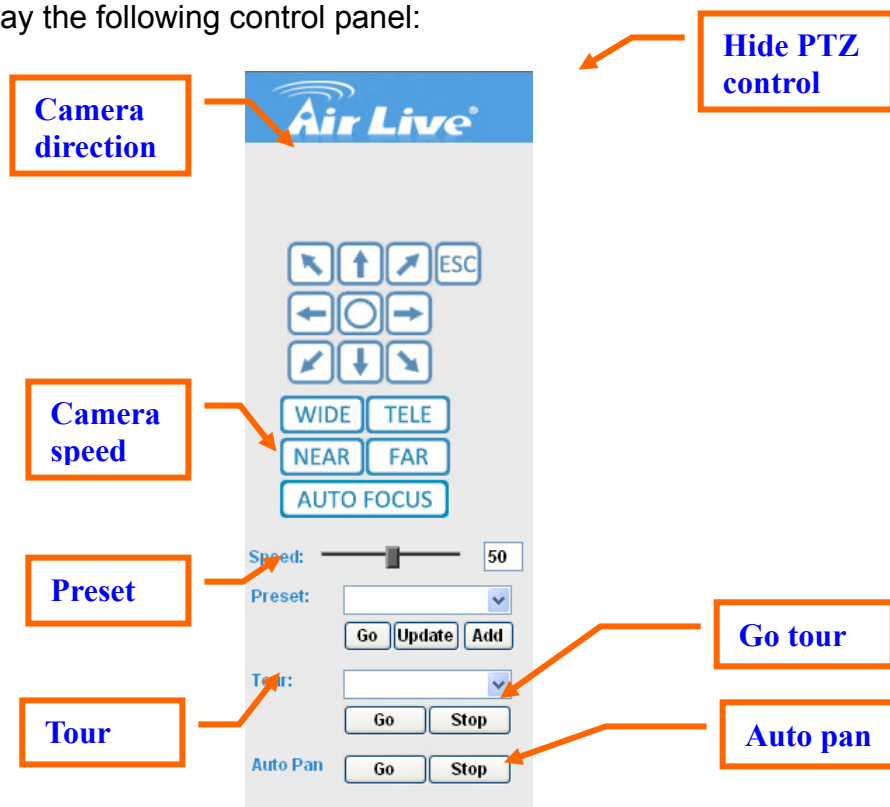 ay the following control panel:
Hide PTZ
control
Camera
direction
Air Live®
ESC
WIDE TELE
NEAR FAR
AUTO FOCUS
Camera
speed
Speed: 50
Preset
Preset:
Go Update Add
Go tour
Tour:
Go Stop
Tour
Auto pan
Auto Pan Go Stop